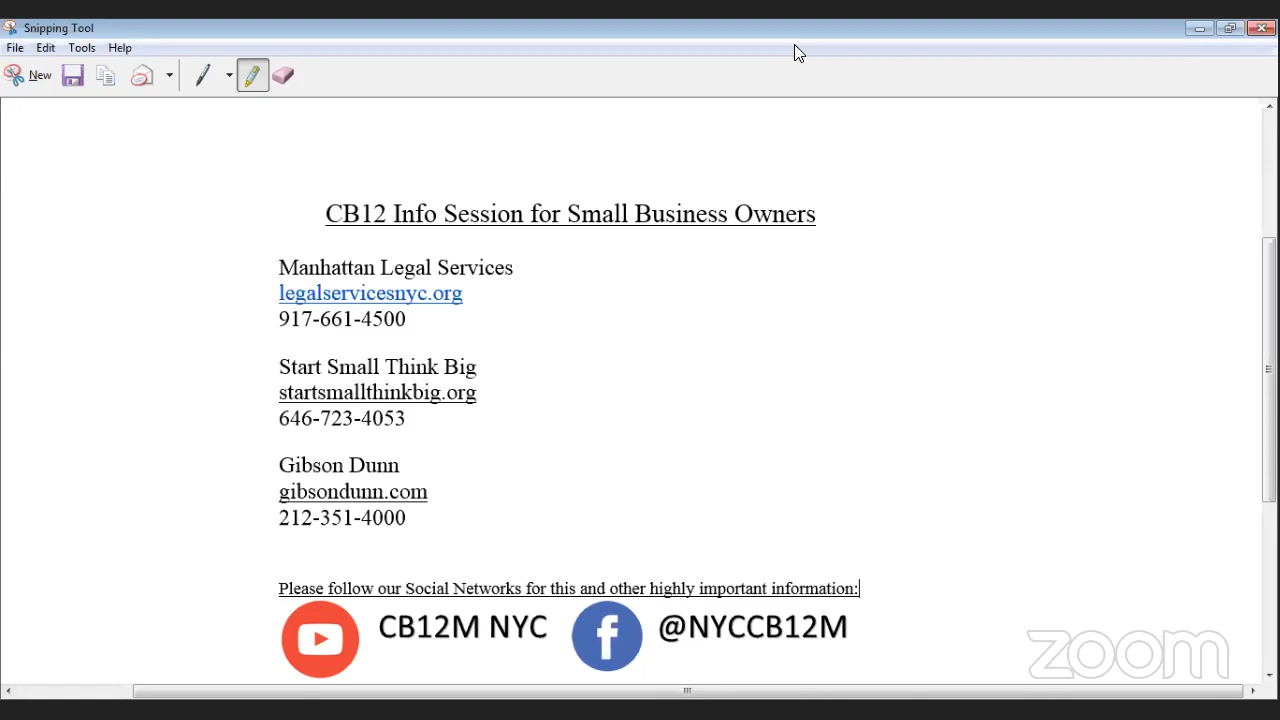 Snipping Tool
File Edit Tools Help
New
CB12 Info Session for Small Business Owners
Manhattan Legal Services
legalservicesnyc.org
917-661-4500
Start Small Think Big
startsmallthinkbig.org
646-723-4053
Gibson Dunn
gibsondunn.com
212-351-4000
Please follow our Social Networks for this and other highly important information:
CB12M NYC f @NYCCB12M
zoom